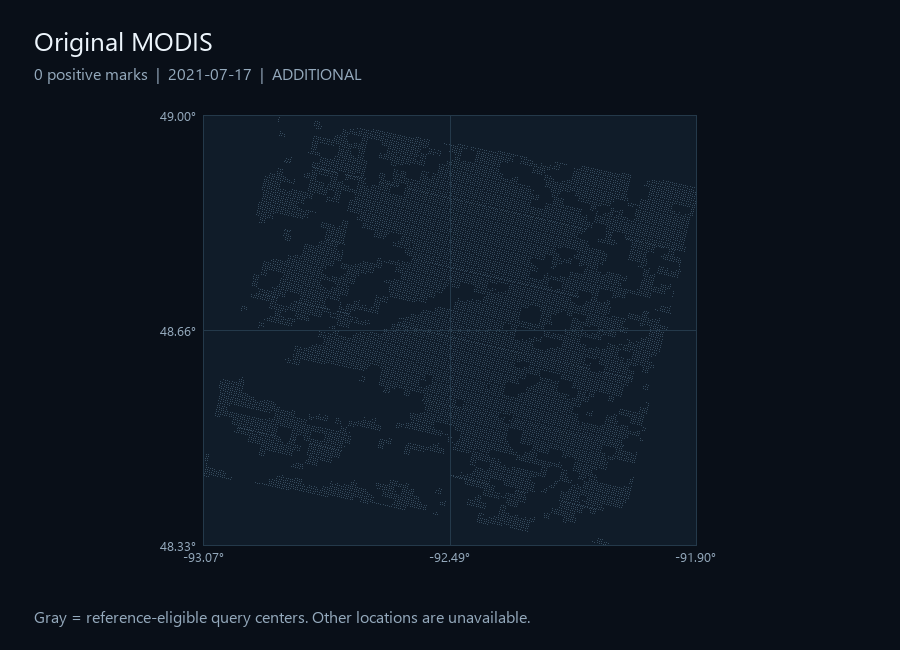 Original MODIS
0 positive marks | 2021-07-17 | ADDITIONAL
49.00°
48.66°
48.33°
-93.07°
-92.49°
-91.90°
Gray = reference-eligible query centers. Other locations are unavailable.